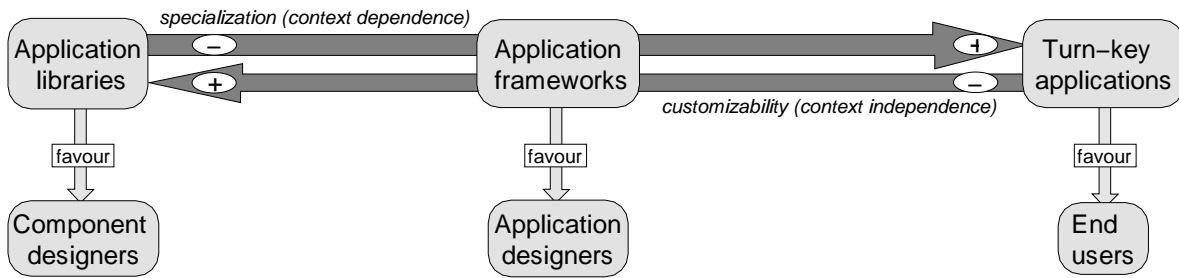 specialization (context dependence)
Application
libraries
−
Application
frameworks
+
Turn−key
applications
+
−
customizability (context independence)
favour
favour
favour
Component
designers
Application
designers
End
users